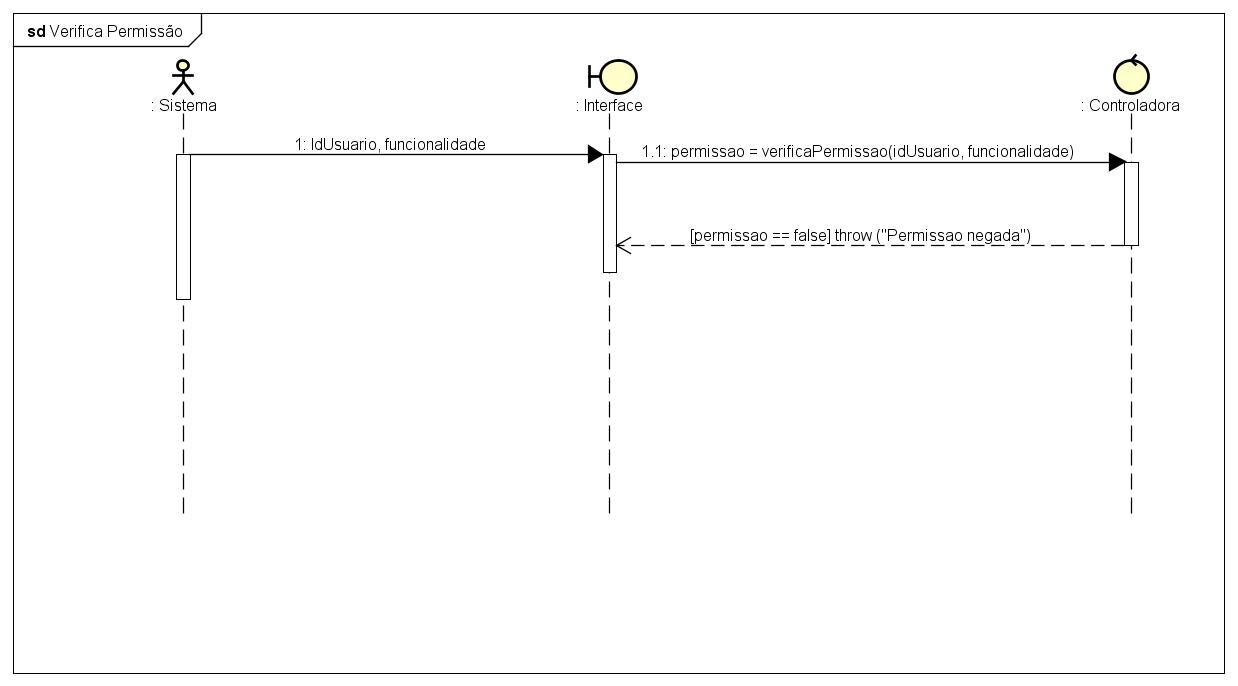 sd Verifica Permissão
: Sistema
: Interface
: Controladora
1: IdUsuario, funcionalidade
1.1: permissao = verificaPermissao(idUsuario, funcionalidade)
[permissao == false] throw ("Permissao negada")